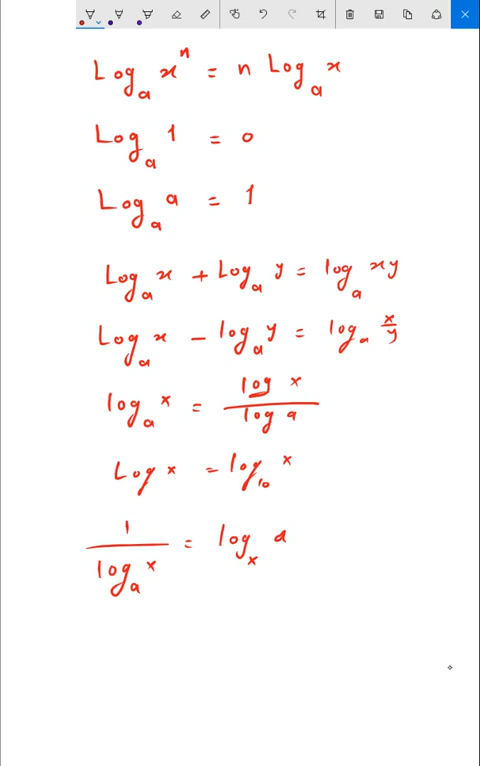 Log_a x^n = n Log_a x
Log_a 1 = 0
Log_a a = 1
Log_a x + Log_a y = log_a xy
Log_a x - log_a y = log_a x/y
log_a x = log x / log a
Log x = log_10 x
1 / log_a x = log_x a